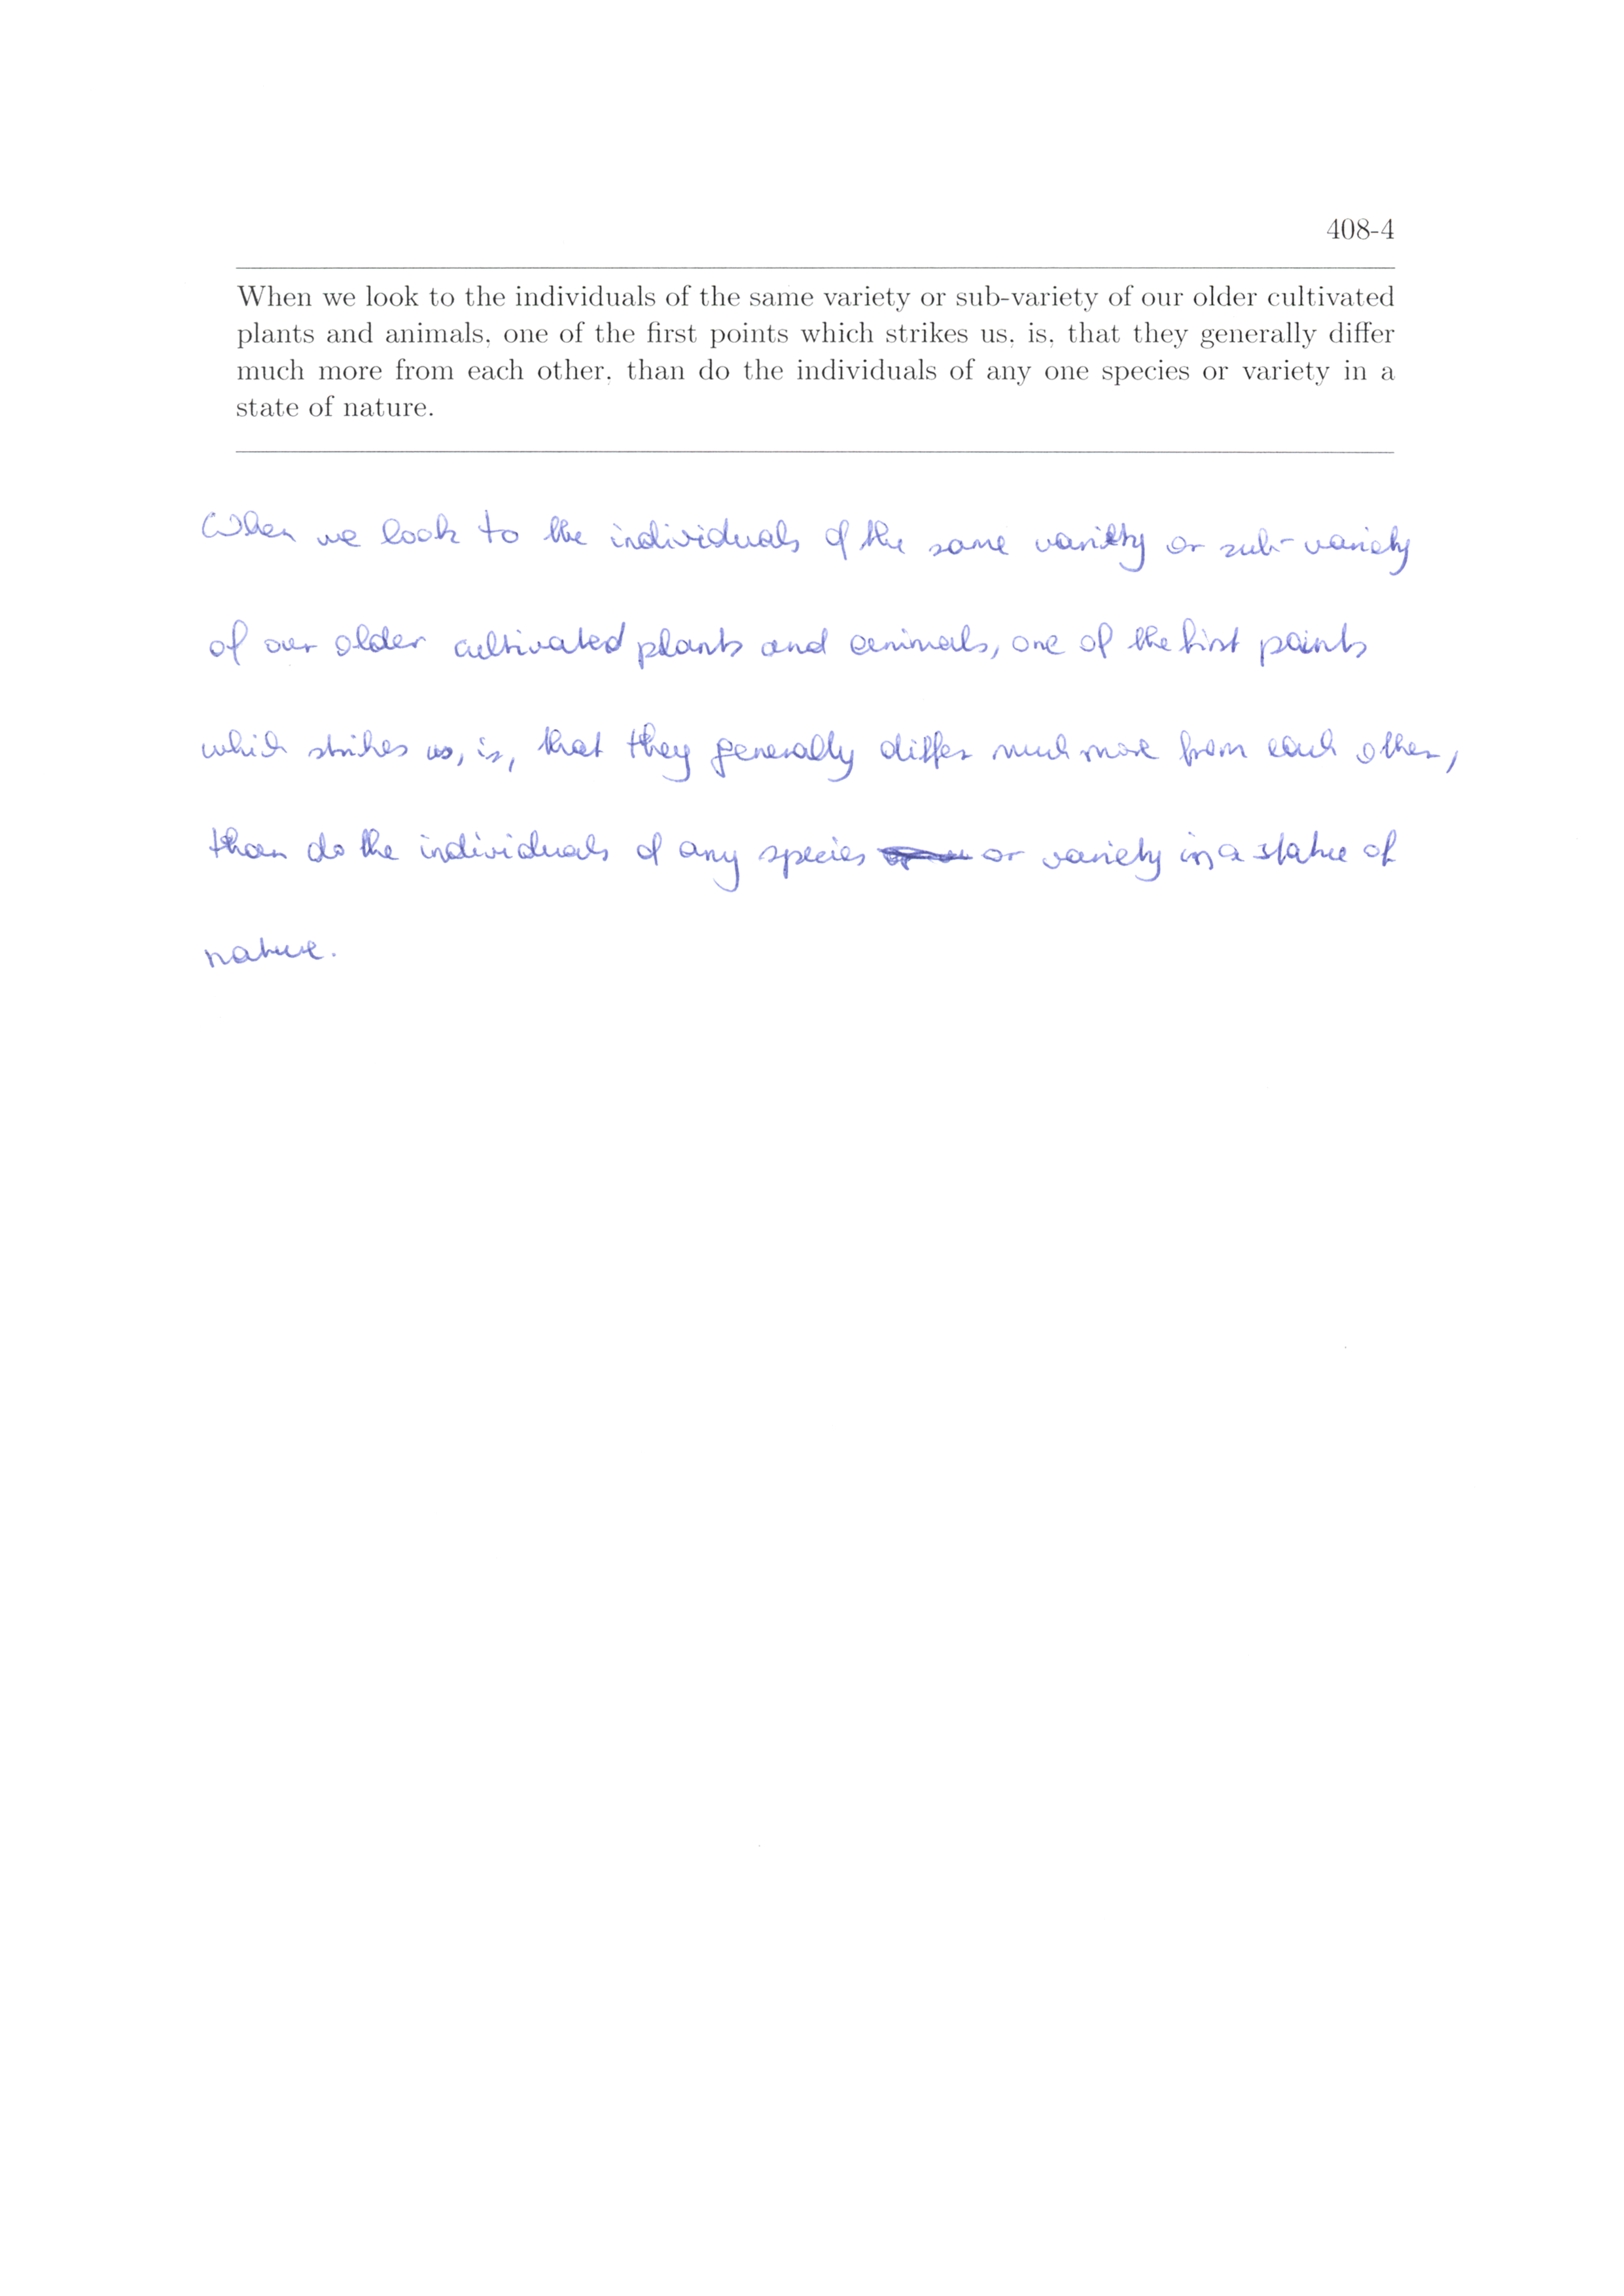 408-4
When we look to the individuals of the same variety or sub-variety of our older cultivated
plants and animals, one of the first points which strikes us, is, that they generally differ
much more from each other, than do the individuals of any one species or variety in a
state of nature.
When we look to the individuals of the same variety or sub-variety
of our older cultivated plants and animals, one of the first points
which strikes us, is, that they generally differ much more from each other,
than do the individuals of any species or variety in a statue of
nature.